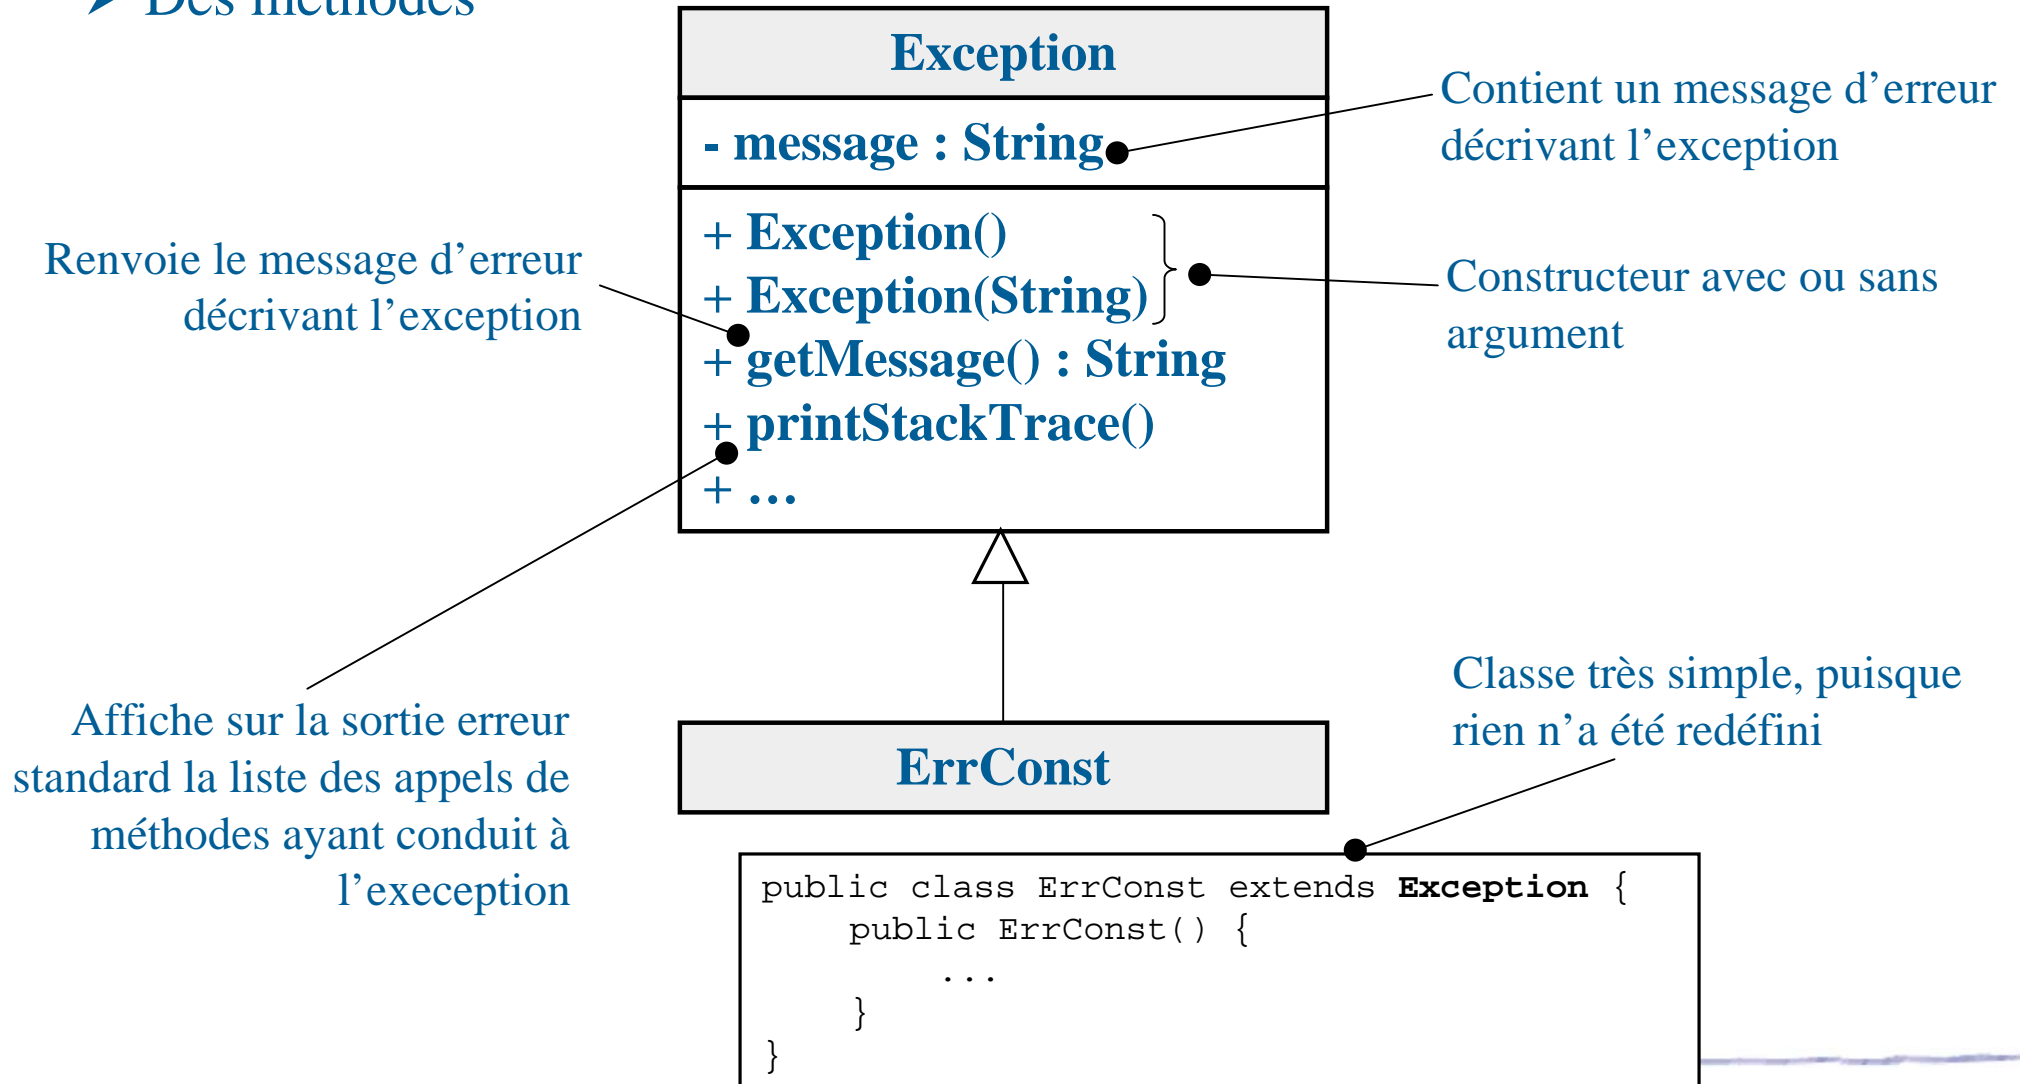 ➤ Des méthodes
Exception
- message : String
Contient un message d’erreur
décrivant l’exception
+ Exception()
+ Exception(String)
+ getMessage() : String
+ printStackTrace()
+ …
Renvoie le message d’erreur
décrivant l’exception
Constructeur avec ou sans
argument
Affiche sur la sortie erreur
standard la liste des appels de
méthodes ayant conduit à
l’exeception
Classe très simple, puisque
rien n’a été redéfini
ErrConst
public class ErrConst extends Exception {
public ErrConst() {
...
}
}